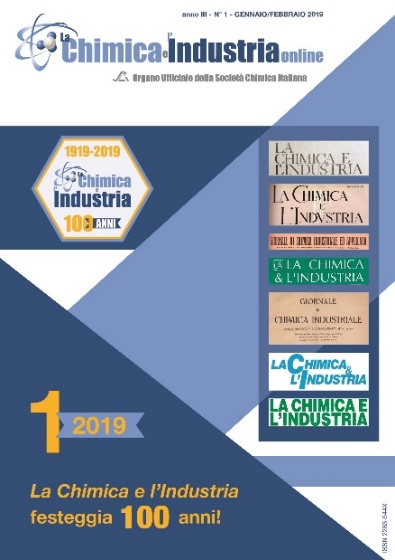 anno III - N° 1 - GENNAIO/FEBBRAIO 2019
La Chimica e l'Industria online
Organo Ufficiale della Società Chimica Italiana
1919-2019
La Chimica e Industria
100 ANNI
LA CHIMICA E L'INDUSTRIA
LA CHIMICA E L'INDVSTRIA
GIORNALE DI CHIMICA INDUSTRIALE ED APPLICATA
LA CHIMICA & L'INDUSTRIA
GIORNALE
DI
CHIMICA INDUSTRIALE
LA CHIMICA & L'INDUSTRIA
LA CHIMICA E L'INDUSTRIA
1 2019
La Chimica e l'Industria
festeggia 100 anni!
ISSN 2283-544X